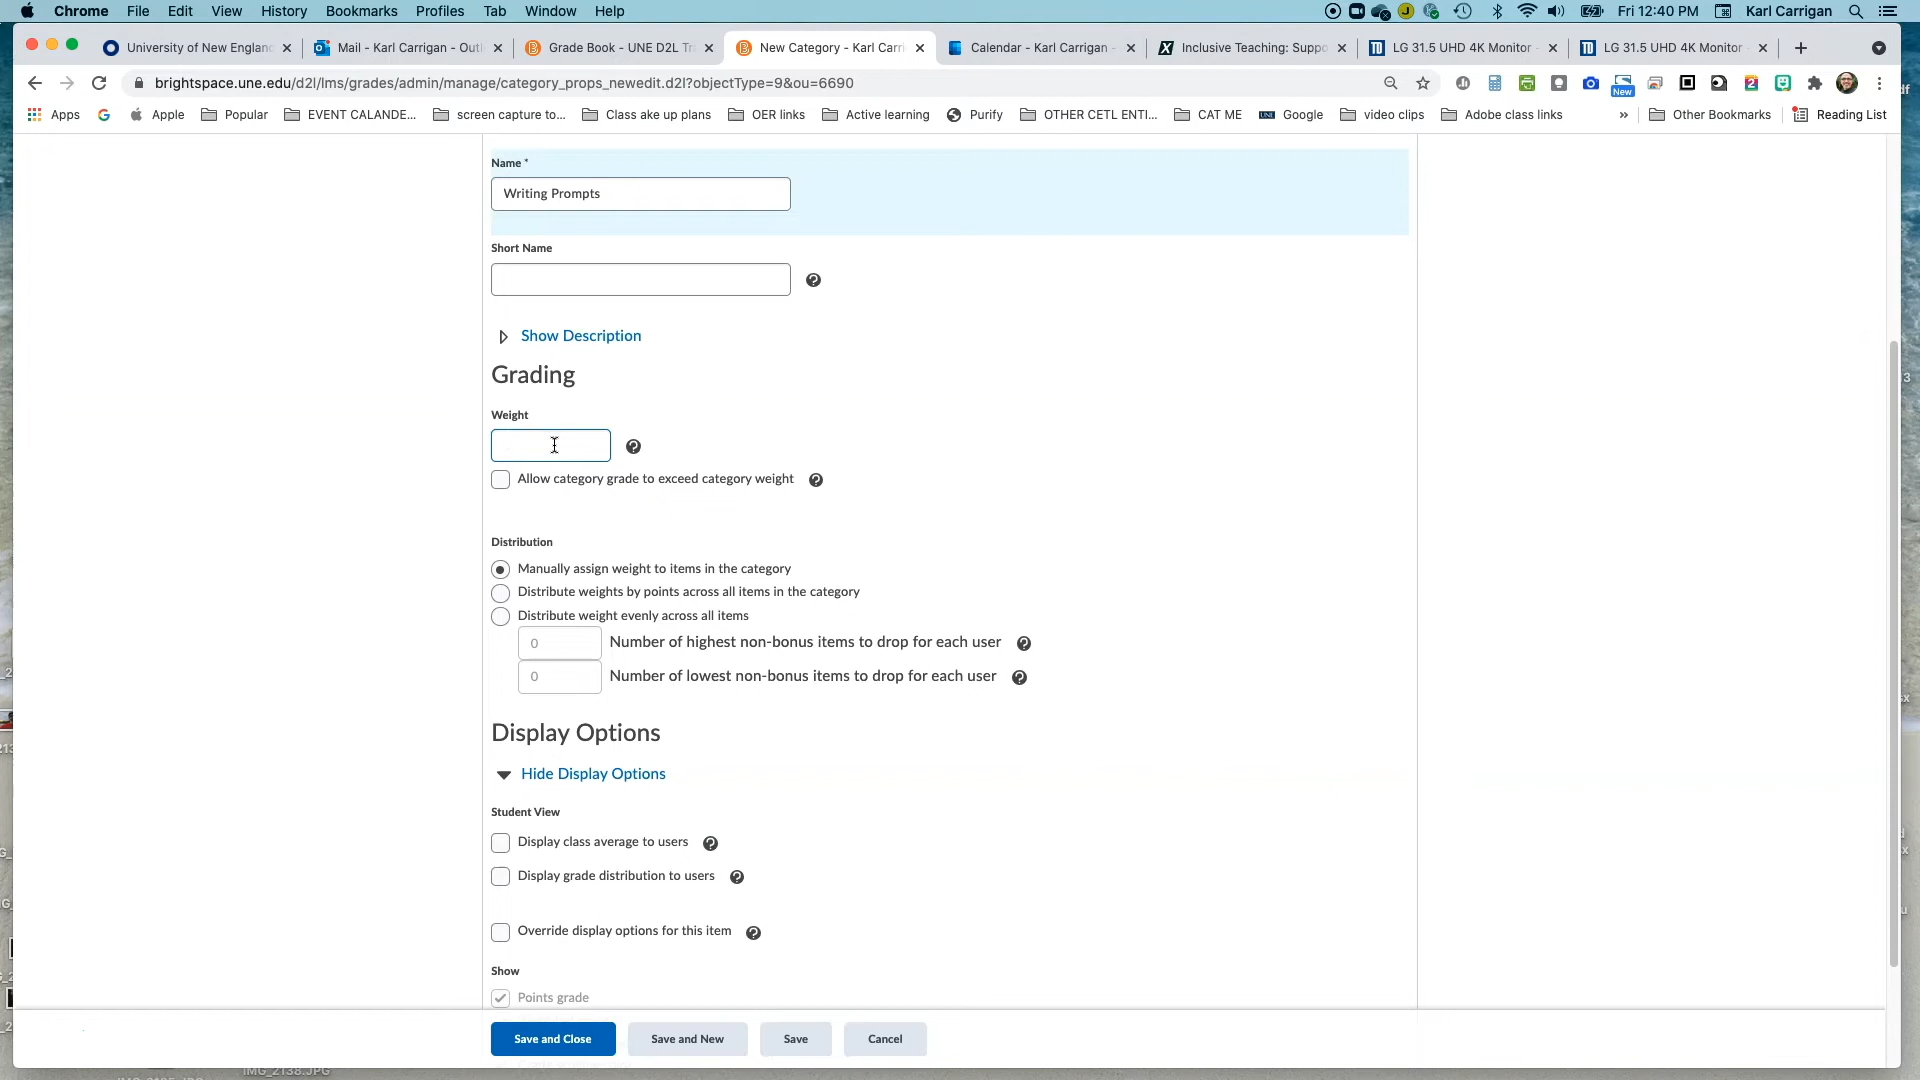 Chrome File Edit View History Bookmarks Profiles Tab Window Help Fri 12:40 PM Karl Carrigan
University of New England Mail - Karl Carrigan - Outl Grade Book - UNE D2L Tr New Category - Karl Carri Calendar - Karl Carrigan - Inclusive Teaching: Suppo LG 31.5 UHD 4K Monitor - LG 31.5 UHD 4K Monitor -
brightspace.une.edu/d2l/lms/grades/admin/manage/category_props_newedit.d2l?objectType=9&ou=6690
New
Apps Apple Popular EVENT CALANDE... screen capture to... Class ake up plans OER links Active learning Purify OTHER CETL ENTI... CAT ME Google video clips Adobe class links » Other Bookmarks Reading List
Name *
Writing Prompts
Short Name
Show Description
Grading
Weight
Allow category grade to exceed category weight
Distribution
Manually assign weight to items in the category
Distribute weights by points across all items in the category
Distribute weight evenly across all items
0 Number of highest non-bonus items to drop for each user
0 Number of lowest non-bonus items to drop for each user
Display Options
Hide Display Options
Student View
Display class average to users
Display grade distribution to users
Override display options for this item
Show
Points grade
Save and Close Save and New Save Cancel
IMG_2138.JPG